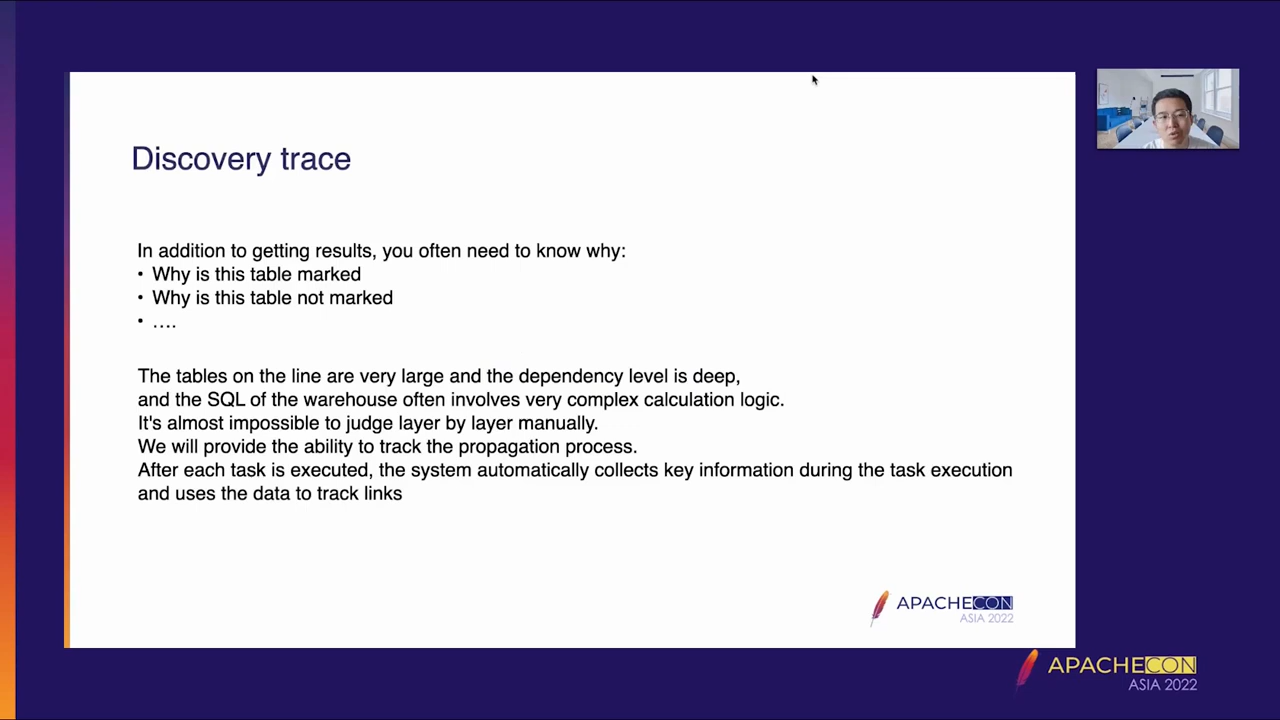 Discovery trace
In addition to getting results, you often need to know why:
• Why is this table marked
• Why is this table not marked
• ....
The tables on the line are very large and the dependency level is deep,
and the SQL of the warehouse often involves very complex calculation logic.
It's almost impossible to judge layer by layer manually.
We will provide the ability to track the propagation process.
After each task is executed, the system automatically collects key information during the task execution
and uses the data to track links
APACHECON
ASIA 2022
APACHECON
ASIA 2022